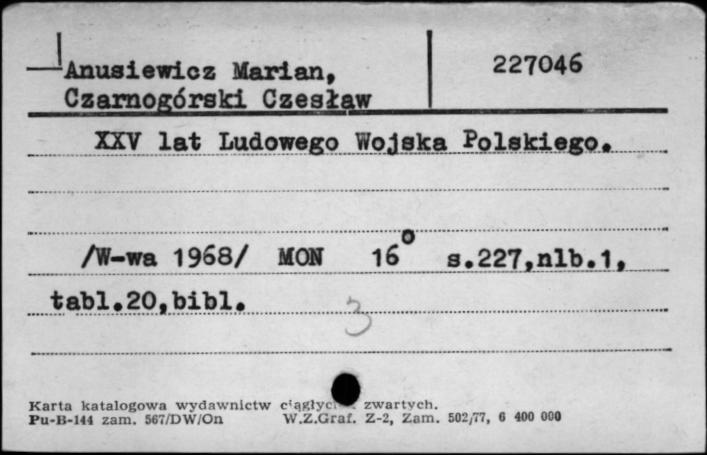 Anusiewicz Marian, 227046
Czarnogórski Czesław
XXV lat Ludowego Wojska Polskiego.
/W-wa 1968/ MON 16° s.227,nlb.1,
tabl.20,bibl.
3
Karta katalogowa wydawnictw zwartych.
Pu-B-144 zam. 567/DW/On W.Z.Graf. Z-2, Zam. 502/77, 6 400 000